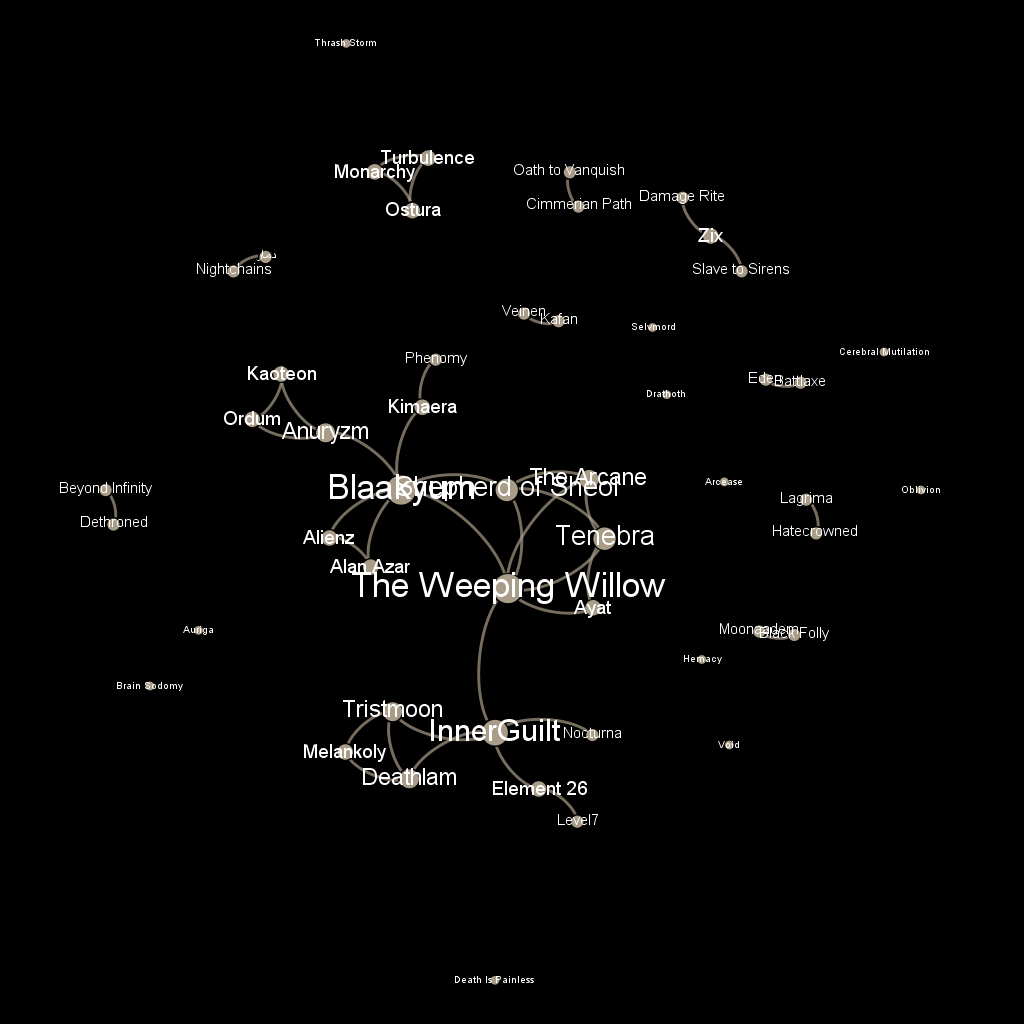 Thrash Storm
Turbulence
Monarchy
Oath to Vanquish
Damage Rite
Cimmerian Path
Ostura
Zix
Nightchains
Slave to Sirens
Veinen
Kafan
Selvmord
Cerebral Mutilation
Phenomy
Kaoteon
Eden
Battlaxe
Drathoth
Kimaera
Ordum
Anuryzm
The Arcane
Arcease
Blaakyum
Shepherd of Sheol
Beyond Infinity
Oblivion
Lagrima
Dethroned
Hatecrowned
Alienz
Tenebra
Alan Azar
The Weeping Willow
Ayat
Auriga
Moonaadem
Black Folly
Hemacy
Brain Sodomy
Tristmoon
InnerGuilt
Nocturna
Void
Melankoly
Deathlam
Element 26
Level7
Death Is Painless